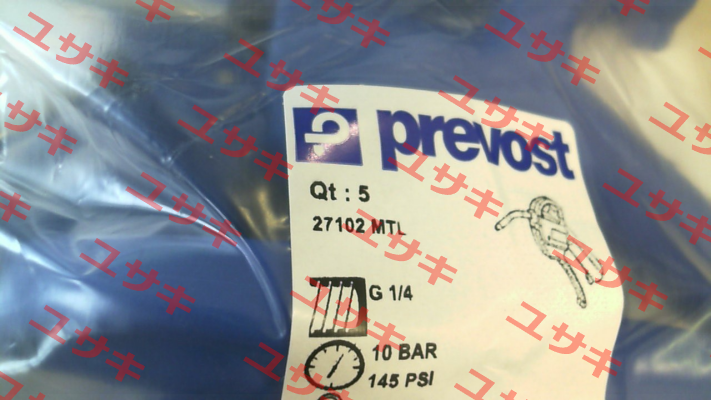 prevost
Qt : 5
27102 MTL
G 1/4
10 BAR
145 PSI
ユサキ